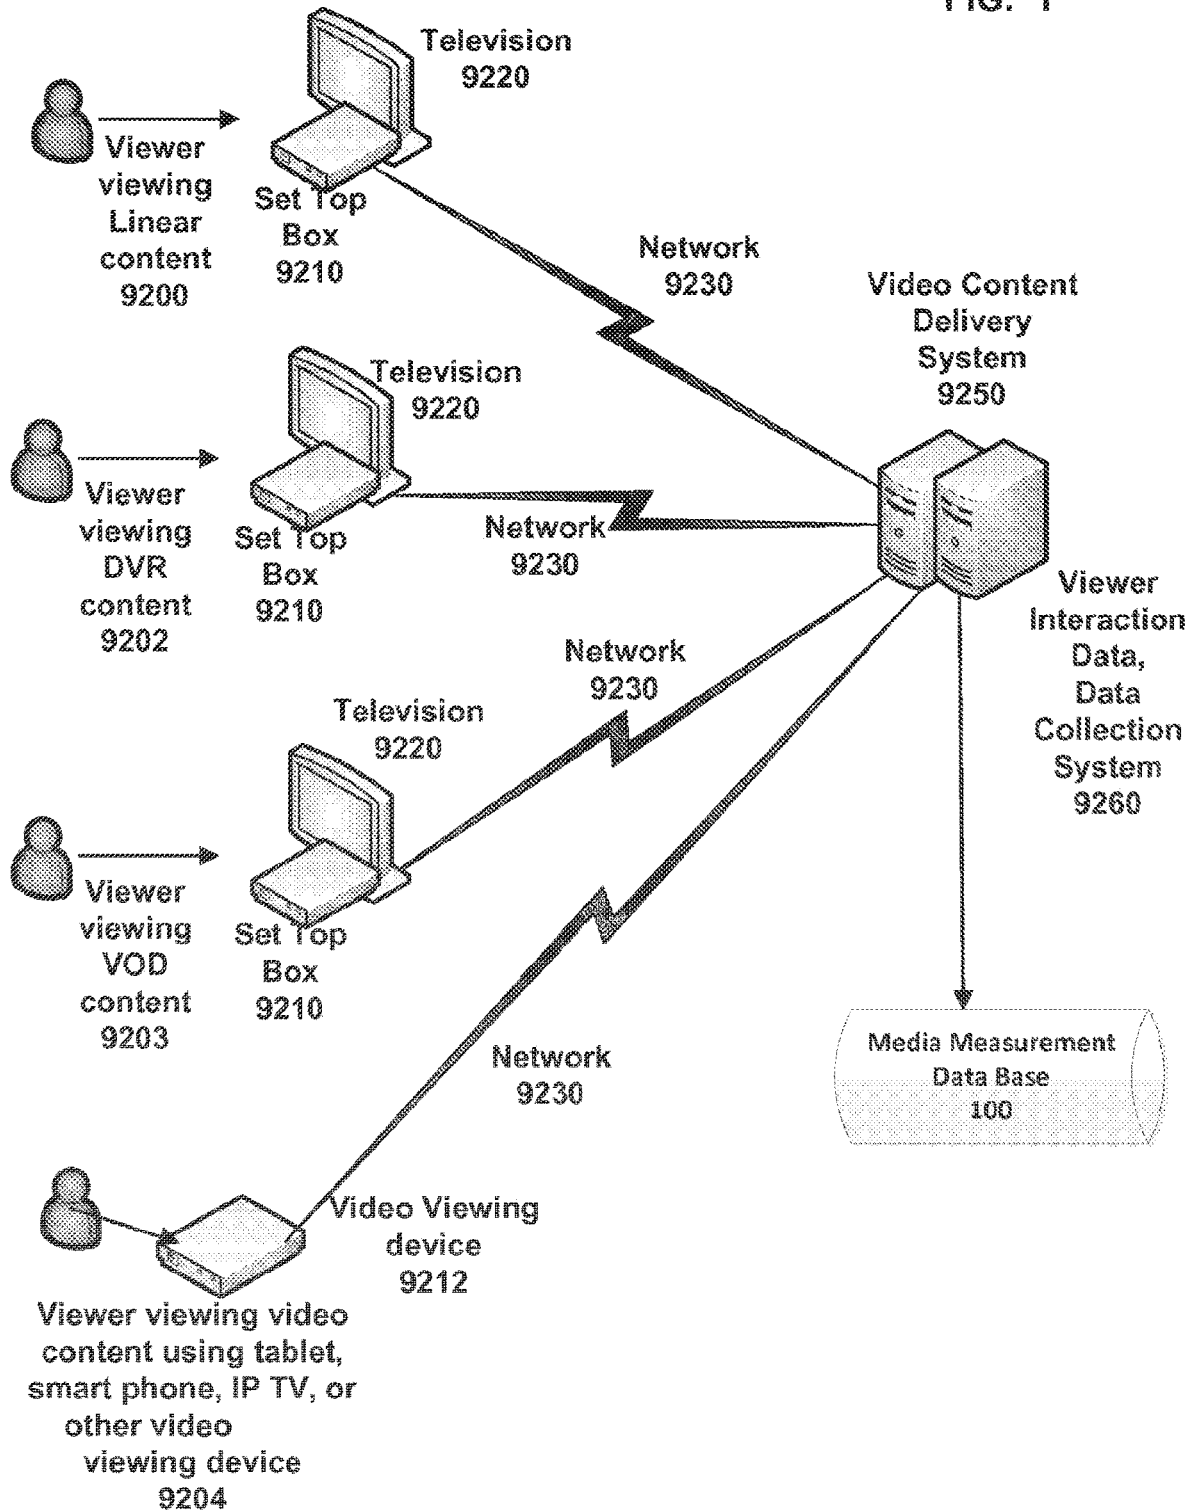 FIG. 1
Television
9220
Viewer
viewing
Linear
content
9200
Set Top
Box
9210
Network
9230
Video Content
Delivery
System
9250
Television
9220
Viewer
viewing
DVR
content
9202
Set Top
Box
9210
Network
9230
Viewer
Interaction
Data,
Data
Collection
System
9260
Network
9230
Television
9220
Viewer
viewing
VOD
content
9203
Set Top
Box
9210
Network
9230
Media Measurement
Data Base
100
Video Viewing
device
9212
Viewer viewing video
content using tablet,
smart phone, IP TV, or
other video
viewing device
9204